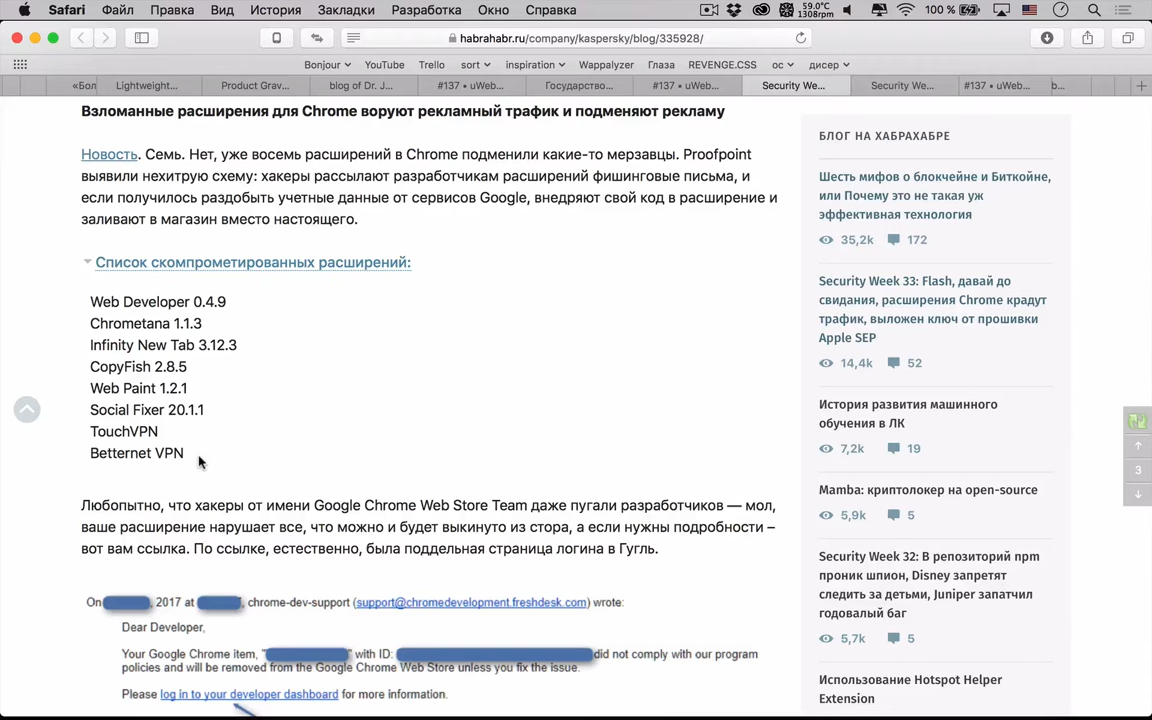 Safari Файл Правка Вид История Закладки Разработка Окно Справка 59.0°C 1308rpm 100 %
habrahabr.ru/company/kaspersky/blog/335928/
Bonjour YouTube Trello sort inspiration Wappalyzer Глаза REVENGE.CSS ос дисер
«Бол Lightweight... Product Grav... blog of Dr. J... #137 • uWeb... Государство... #137 • uWeb... Security We... Security We... #137 • uWeb... b...
Взломанные расширения для Chrome воруют рекламный трафик и подменяют рекламу
Новость. Семь. Нет, уже восемь расширений в Chrome подменили какие-то мерзавцы. Proofpoint
выявили нехитрую схему: хакеры рассылают разработчикам расширений фишинговые письма, и
если получилось раздобыть учетные данные от сервисов Google, внедряют свой код в расширение и
заливают в магазин вместо настоящего.
Список скомпрометированных расширений:
Web Developer 0.4.9
Chrometana 1.1.3
Infinity New Tab 3.12.3
CopyFish 2.8.5
Web Paint 1.2.1
Social Fixer 20.1.1
TouchVPN
Betternet VPN
Любопытно, что хакеры от имени Google Chrome Web Store Team даже пугали разработчиков — мол,
ваше расширение нарушает все, что можно и будет выкинуто из стора, а если нужны подробности –
вот вам ссылка. По ссылке, естественно, была поддельная страница логина в Гугль.
On , 2017 at , chrome-dev-support (support@chromedevelopment.freshdesk.com) wrote:
Dear Developer,
Your Google Chrome item, " " with ID: did not comply with our program
policies and will be removed from the Google Chrome Web Store unless you fix the issue.
Please log in to your developer dashboard for more information.
БЛОГ НА ХАБРАХАБРЕ
Шесть мифов о блокчейне и Биткойне,
или Почему это не такая уж
эффективная технология
35,2k 172
Security Week 33: Flash, давай до
свидания, расширения Chrome крадут
трафик, выложен ключ от прошивки
Apple SEP
14,4k 52
История развития машинного
обучения в ЛК
7,2k 19
Mamba: криптолокер на open-source
5,9k 5
Security Week 32: В репозиторий npm
проник шпион, Disney запретят
следить за детьми, Juniper запатчил
годовалый баг
5,7k 5
Использование Hotspot Helper
Extension
3